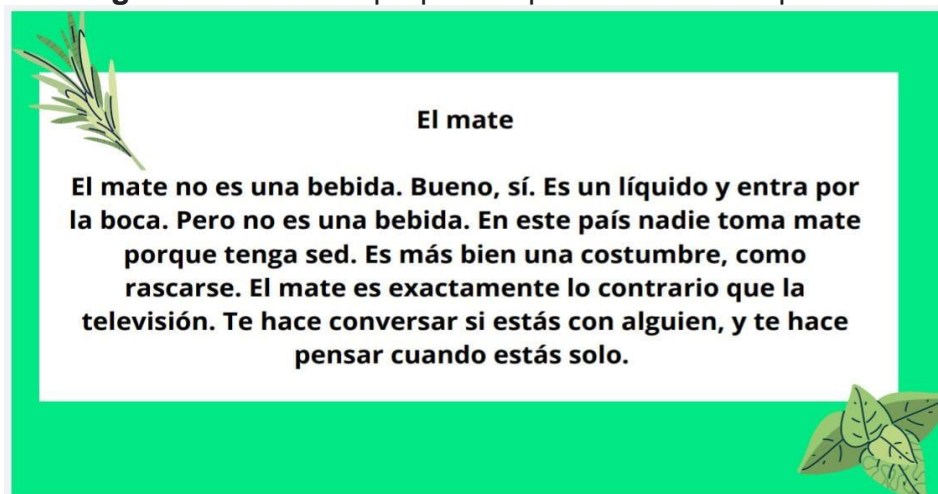 El mate
El mate no es una bebida. Bueno, sí. Es un líquido y entra por
la boca. Pero no es una bebida. En este país nadie toma mate
porque tenga sed. Es más bien una costumbre, como
rascarse. El mate es exactamente lo contrario que la
televisión. Te hace conversar si estás con alguien, y te hace
pensar cuando estás solo.